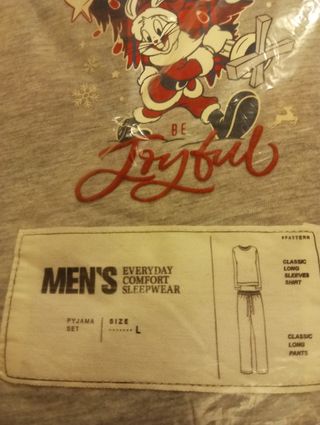 BE
Joyful
MEN'S EVERYDAY
COMFORT
SLEEPWEAR
PYJAMA
SET
SIZE
L
#PATTERN
CLASSIC
LONG
SLEEVES
SHIRT
CLASSIC
LONG
PANTS